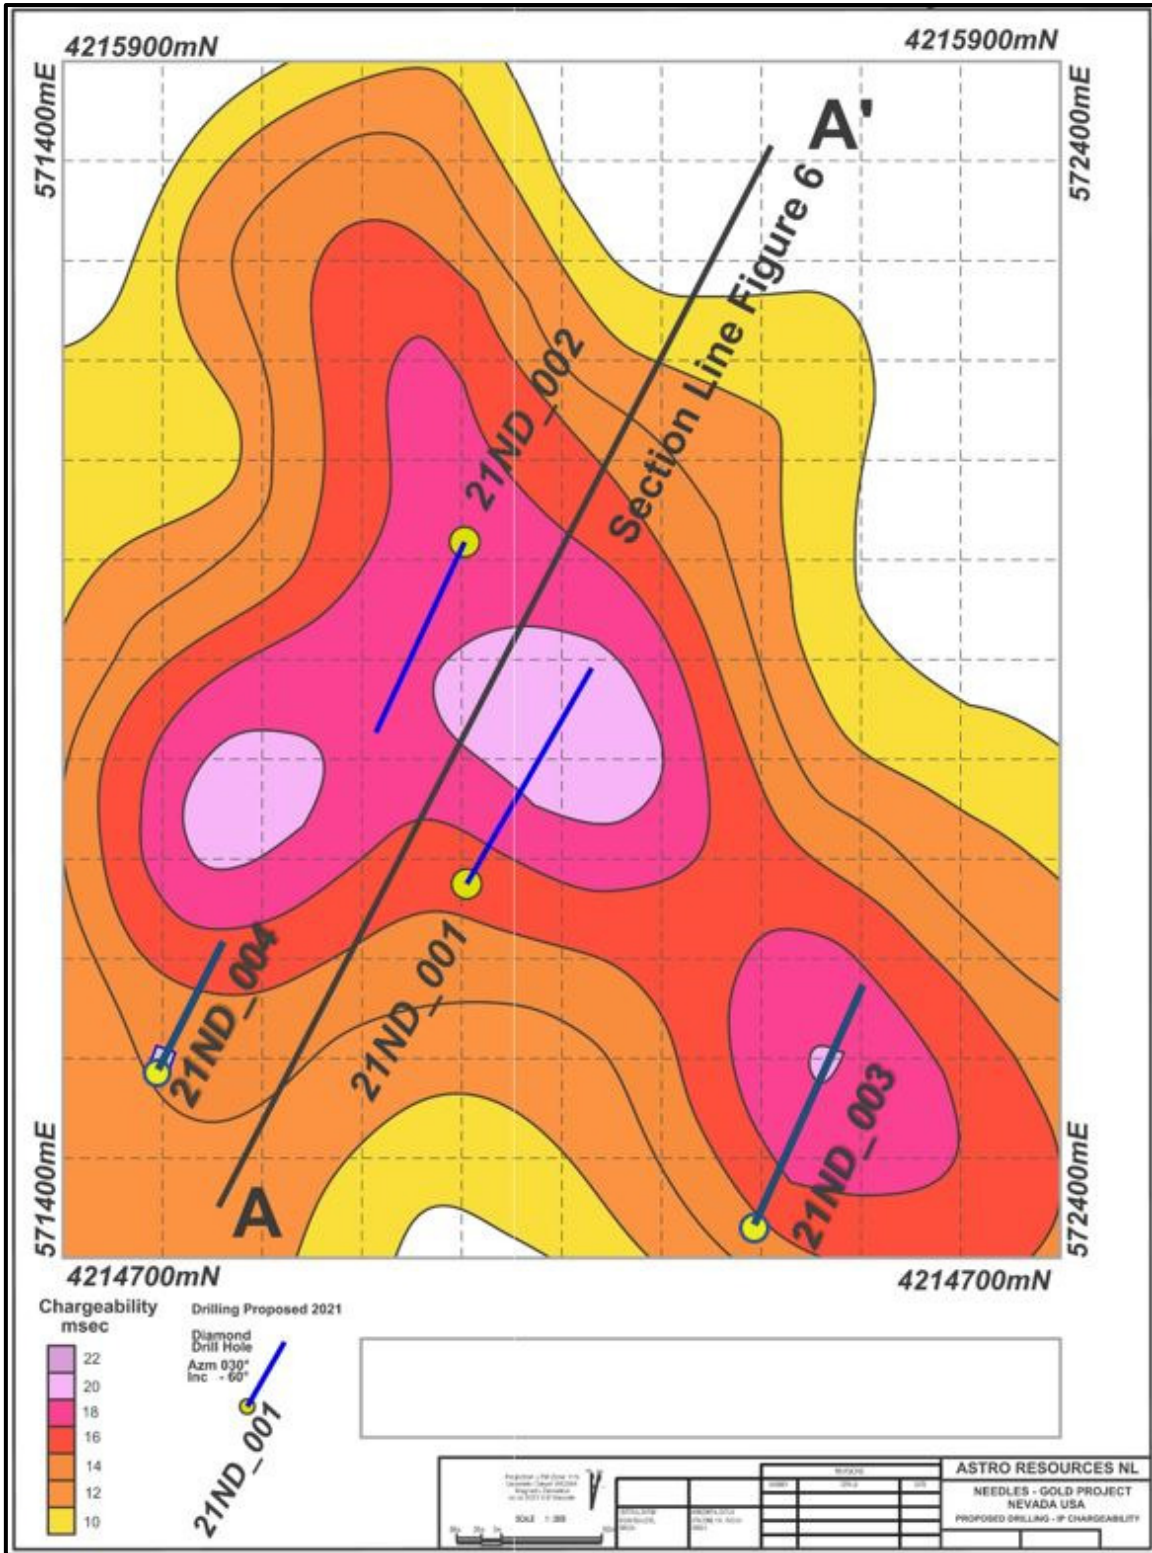 4215900mN
4215900mN
571400mE
572400mE
A'
Section Line Figure 6
21ND_002
21ND_001
21ND_004
21ND_003
A
571400mE
572400mE
4214700mN
4214700mN
Chargeability
msec
22
20
18
16
14
12
10
Drilling Proposed 2021
Diamond
Drill Hole
Azm 030°
Inc - 60°
21ND_001
SCALE
REVISIONS
ASTRO RESOURCES NL
NEEDLES - GOLD PROJECT
NEVADA USA
PROPOSED DRILLING - IP CHARGEABILITY